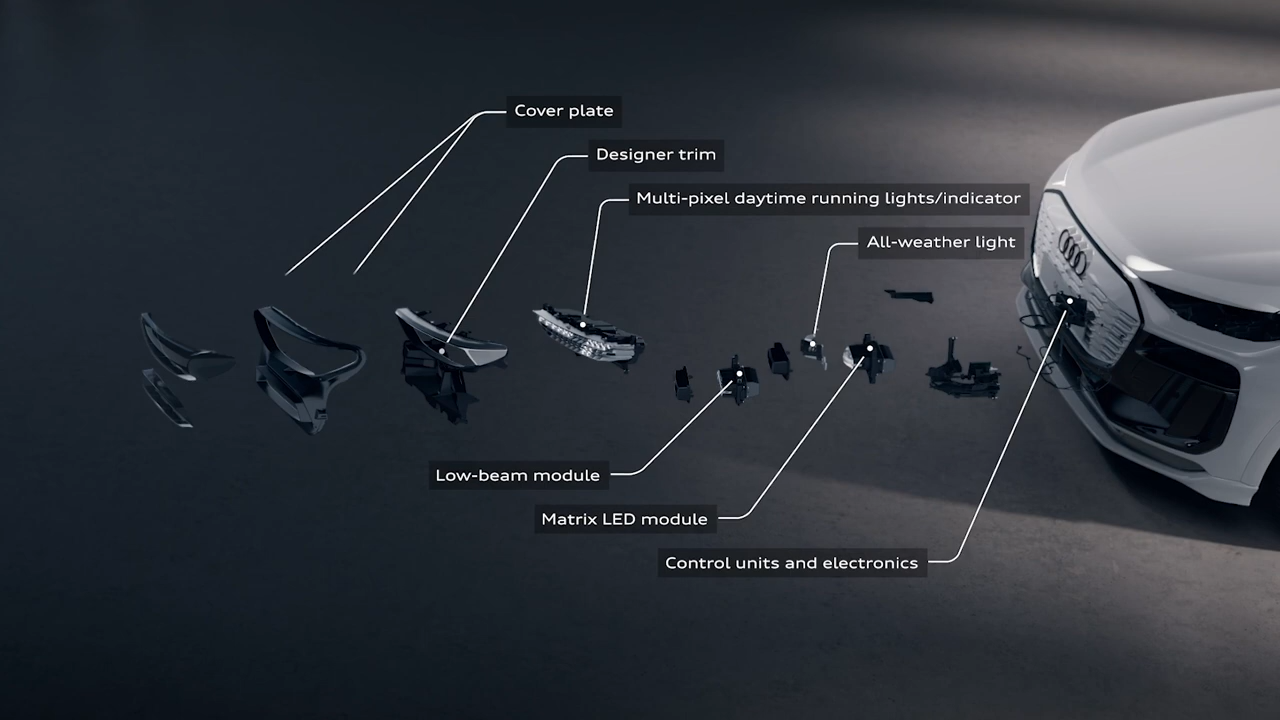 Cover plate
Designer trim
Multi-pixel daytime running lights/indicator
All-weather light
Low-beam module
Matrix LED module
Control units and electronics